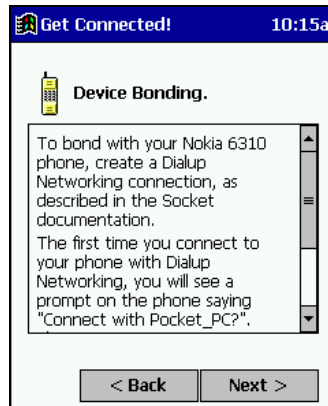 Get Connected! 10:15a
Device Bonding.
To bond with your Nokia 6310
phone, create a Dialup
Networking connection, as
described in the Socket
documentation.
The first time you connect to
your phone with Dialup
Networking, you will see a
prompt on the phone saying
"Connect with Pocket_PC?".
< Back Next >